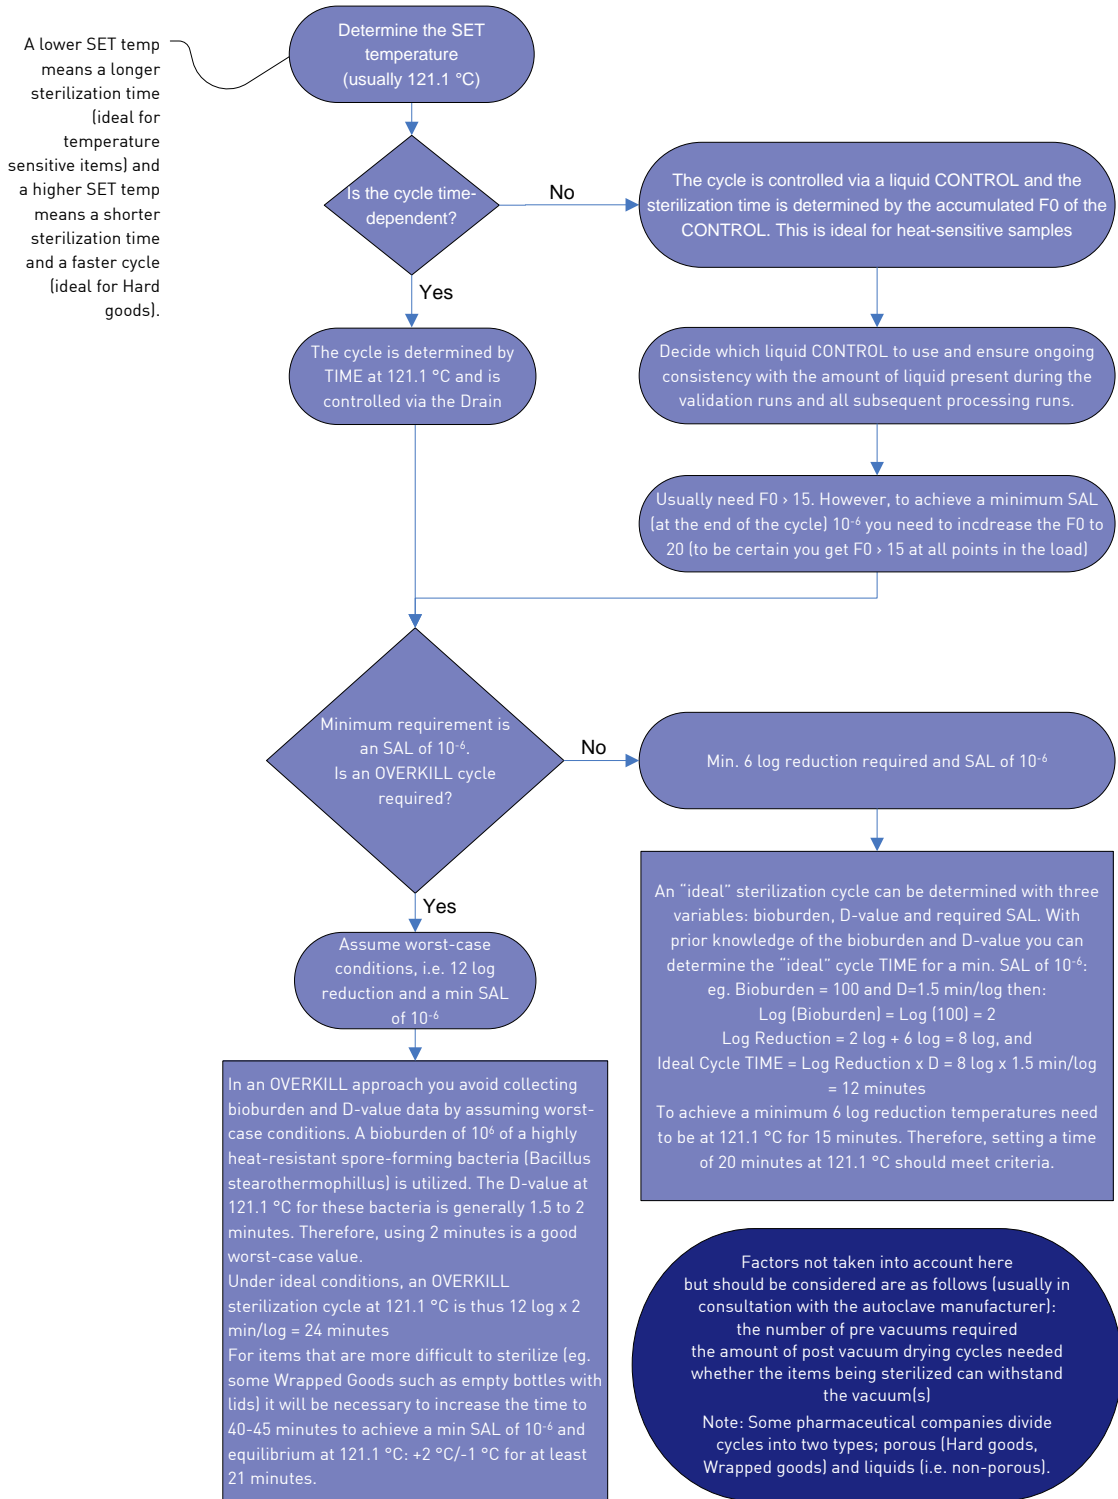 A lower SET temp
means a longer
sterilization time
(ideal for
temperature
sensitive items) and
a higher SET temp
means a shorter
sterilization time
and a faster cycle
(ideal for Hard
goods).
Determine the SET
temperature
(usually 121.1 °C)
Is the cycle time-
dependent?
No
The cycle is controlled via a liquid CONTROL and the
sterilization time is determined by the accumulated F0 of the
CONTROL. This is ideal for heat-sensitive samples
Yes
The cycle is determined by
TIME at 121.1 °C and is
controlled via the Drain
Decide which liquid CONTROL to use and ensure ongoing
consistency with the amount of liquid present during the
validation runs and all subsequent processing runs.
Usually need F0 › 15. However, to achieve a minimum SAL
(at the end of the cycle) 10⁻⁶ you need to incdrease the F0 to
20 (to be certain you get F0 › 15 at all points in the load)
Minimum requirement is
an SAL of 10⁻⁶.
Is an OVERKILL cycle
required?
No
Min. 6 log reduction required and SAL of 10⁻⁶
Yes
Assume worst-case
conditions, i.e. 12 log
reduction and a min SAL
of 10⁻⁶
An “ideal” sterilization cycle can be determined with three
variables: bioburden, D-value and required SAL. With
prior knowledge of the bioburden and D-value you can
determine the “ideal” cycle TIME for a min. SAL of 10⁻⁶:
eg. Bioburden = 100 and D=1.5 min/log then:
Log (Bioburden) = Log (100) = 2
Log Reduction = 2 log + 6 log = 8 log, and
Ideal Cycle TIME = Log Reduction x D = 8 log x 1.5 min/log
= 12 minutes
To achieve a minimum 6 log reduction temperatures need
to be at 121.1 °C for 15 minutes. Therefore, setting a time
of 20 minutes at 121.1 °C should meet criteria.
In an OVERKILL approach you avoid collecting
bioburden and D-value data by assuming worst-
case conditions. A bioburden of 10⁶ of a highly
heat-resistant spore-forming bacteria (Bacillus
stearothermophillus) is utilized. The D-value at
121.1 °C for these bacteria is generally 1.5 to 2
minutes. Therefore, using 2 minutes is a good
worst-case value.
Under ideal conditions, an OVERKILL
sterilization cycle at 121.1 °C is thus 12 log x 2
min/log = 24 minutes
For items that are more difficult to sterilize (eg.
some Wrapped Goods such as empty bottles with
lids) it will be necessary to increase the time to
40-45 minutes to achieve a min SAL of 10⁻⁶ and
equilibrium at 121.1 °C: +2 °C/-1 °C for at least
21 minutes.
Factors not taken into account here
but should be considered are as follows (usually in
consultation with the autoclave manufacturer):
the number of pre vacuums required
the amount of post vacuum drying cycles needed
whether the items being sterilized can withstand
the vacuum(s)
Note: Some pharmaceutical companies divide
cycles into two types; porous (Hard goods,
Wrapped goods) and liquids (i.e. non-porous).